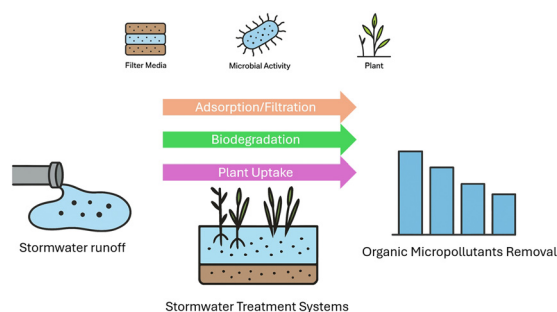 Filter Media
Microbial Activity
Plant
Adsorption/Filtration
Biodegradation
Plant Uptake
Stormwater runoff
Organic Micropollutants Removal
Stormwater Treatment Systems